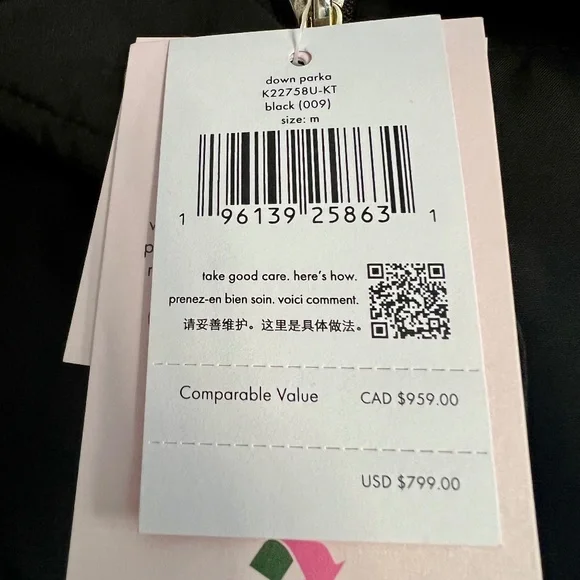 down parka
K22758U-KT
black (009)
size: m
1 96139 25863 1
take good care. here's how.
prenez-en bien soin. voici comment.
请妥善维护。这里是具体做法。
Comparable Value CAD $959.00
USD $799.00